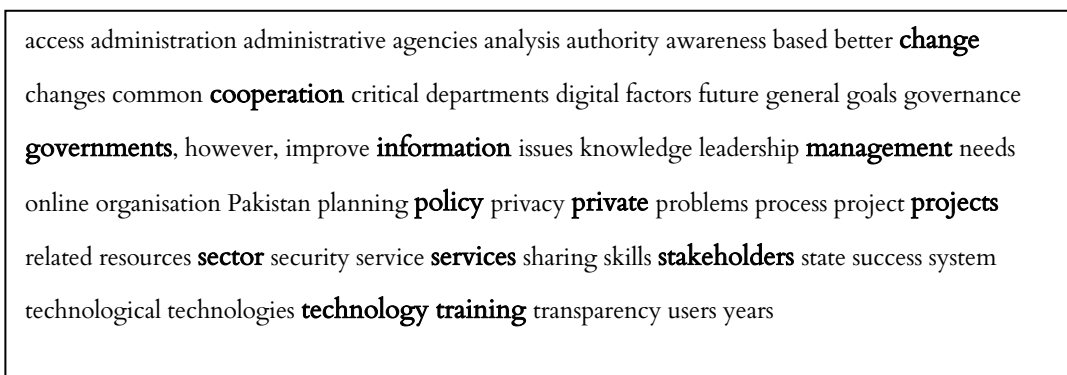 access administration administrative agencies analysis authority awareness based better change
changes common cooperation critical departments digital factors future general goals governance
governments, however, improve information issues knowledge leadership management needs
online organisation Pakistan planning policy privacy private problems process project projects
related resources sector security service services sharing skills stakeholders state success system
technological technologies technology training transparency users years